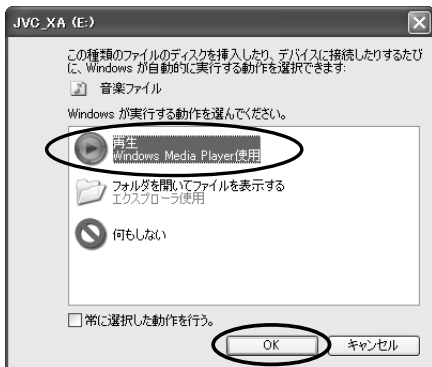 JVC_XA (E:)
この種類のファイルのディスクを挿入したり、デバイスに接続したりするたび
に、Windows が自動的に実行する動作を選択できます:
音楽ファイル
Windows が実行する動作を選んでください。
再生
Windows Media Player使用
フォルダを開いてファイルを表示する
エクスプローラ使用
何もしない
常に選択した動作を行う。
OK キャンセル